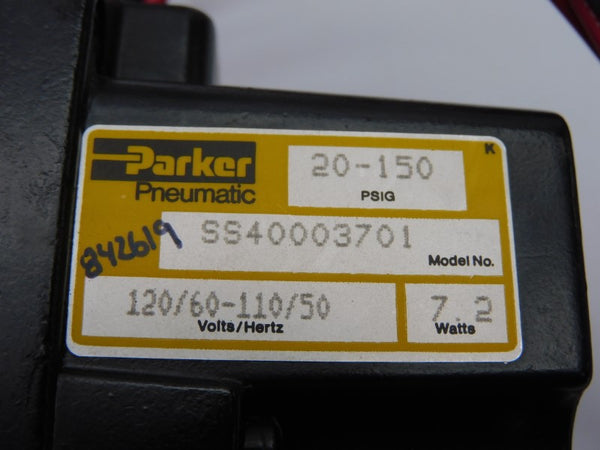 K
Parker
Pneumatic
20-150
PSIG
842619
SS40003701
Model No.
120/60-110/50
Volts/Hertz
7.2
Watts